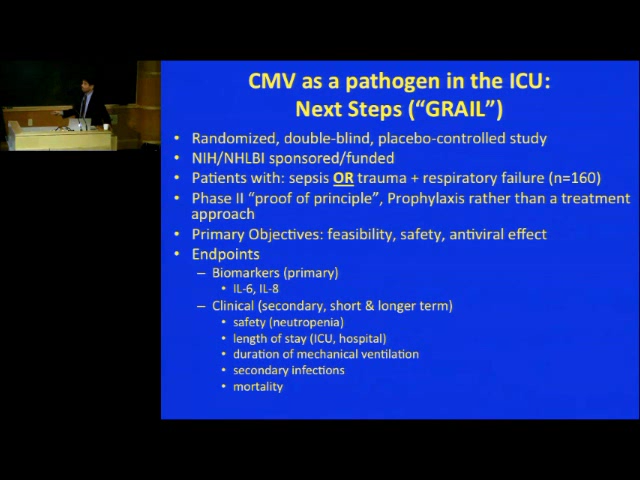 CMV as a pathogen in the ICU:
Next Steps (“GRAIL”)
• Randomized, double-blind, placebo-controlled study
• NIH/NHLBI sponsored/funded
• Patients with: sepsis OR trauma + respiratory failure (n=160)
• Phase II “proof of principle”, Prophylaxis rather than a treatment
approach
• Primary Objectives: feasibility, safety, antiviral effect
• Endpoints
– Biomarkers (primary)
• IL-6, IL-8
– Clinical (secondary, short & longer term)
• safety (neutropenia)
• length of stay (ICU, hospital)
• duration of mechanical ventilation
• secondary infections
• mortality